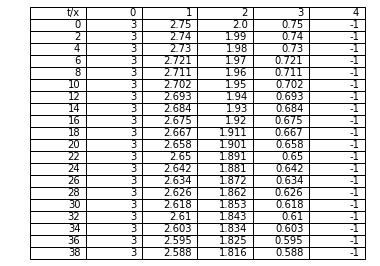 t/x 0 1 2 3 4
0 3 2.75 2.0 0.75 -1
2 3 2.74 1.99 0.74 -1
4 3 2.73 1.98 0.73 -1
6 3 2.721 1.97 0.721 -1
8 3 2.711 1.96 0.711 -1
10 3 2.702 1.95 0.702 -1
12 3 2.693 1.94 0.693 -1
14 3 2.684 1.93 0.684 -1
16 3 2.675 1.92 0.675 -1
18 3 2.667 1.911 0.667 -1
20 3 2.658 1.901 0.658 -1
22 3 2.65 1.891 0.65 -1
24 3 2.642 1.881 0.642 -1
26 3 2.634 1.872 0.634 -1
28 3 2.626 1.862 0.626 -1
30 3 2.618 1.853 0.618 -1
32 3 2.61 1.843 0.61 -1
34 3 2.603 1.834 0.603 -1
36 3 2.595 1.825 0.595 -1
38 3 2.588 1.816 0.588 -1